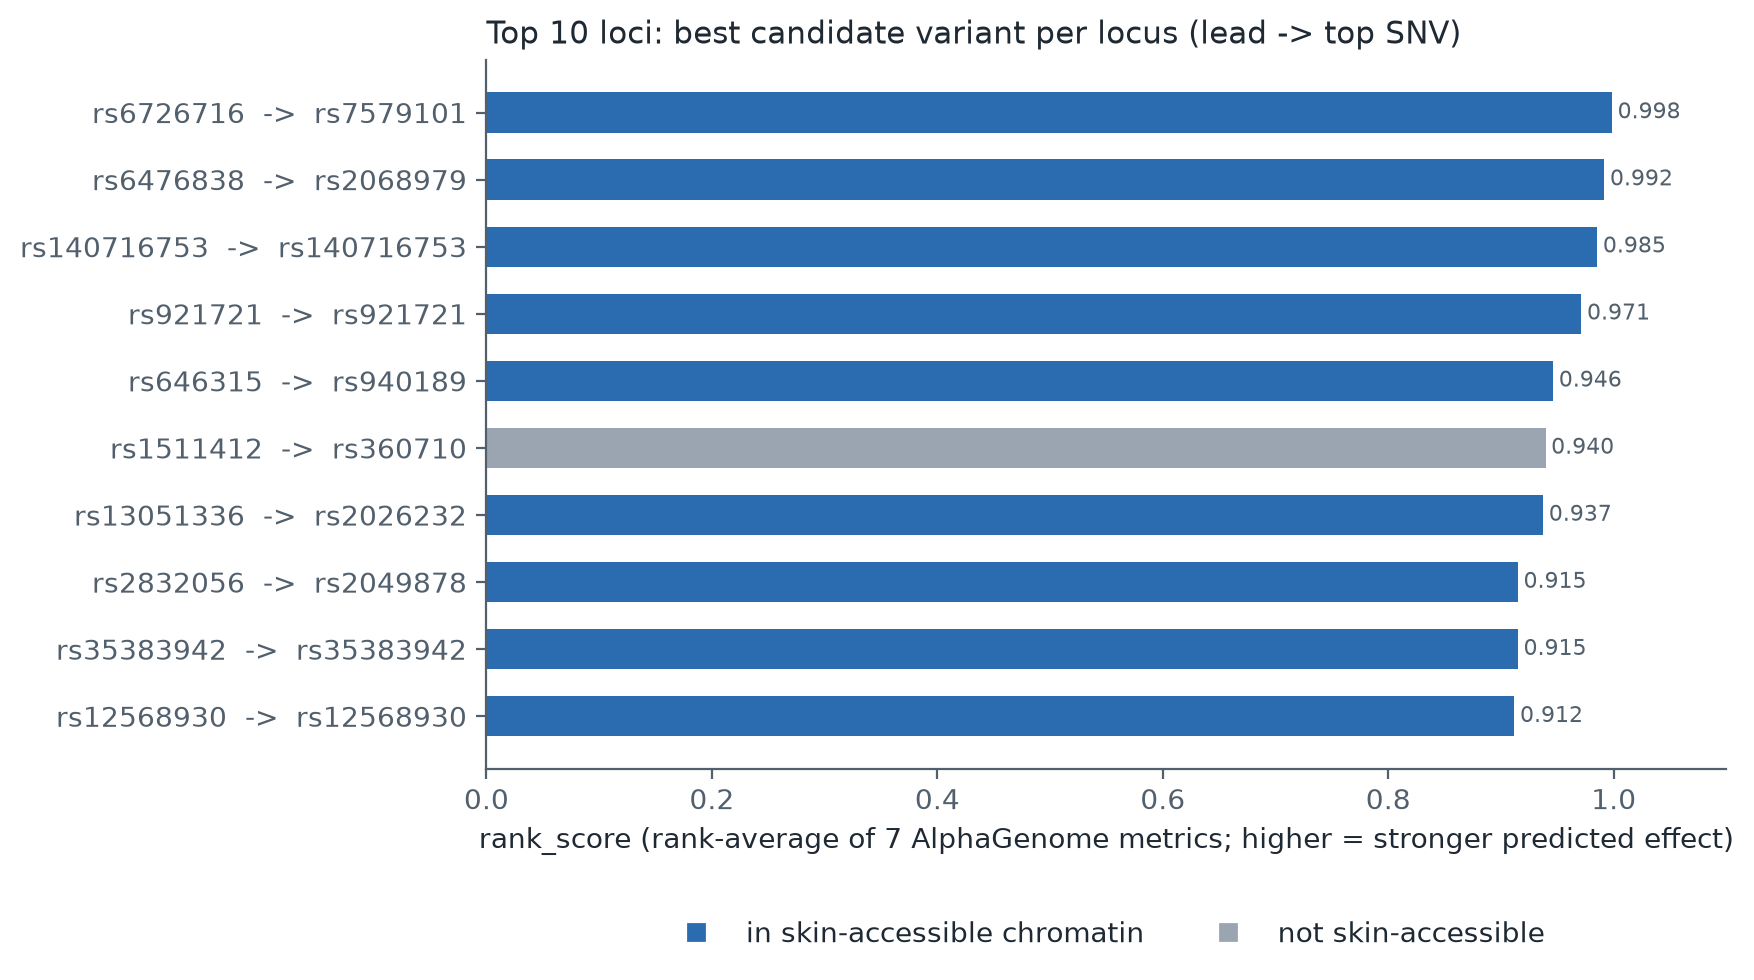 Top 10 loci: best candidate variant per locus (lead -> top SNV)
rs6726716 -> rs7579101 0.998
rs6476838 -> rs2068979 0.992
rs140716753 -> rs140716753 0.985
rs921721 -> rs921721 0.971
rs646315 -> rs940189 0.946
rs1511412 -> rs360710 0.940
rs13051336 -> rs2026232 0.937
rs2832056 -> rs2049878 0.915
rs35383942 -> rs35383942 0.915
rs12568930 -> rs12568930 0.912
0.0 0.2 0.4 0.6 0.8 1.0
rank_score (rank-average of 7 AlphaGenome metrics; higher = stronger predicted effect)
in skin-accessible chromatin not skin-accessible